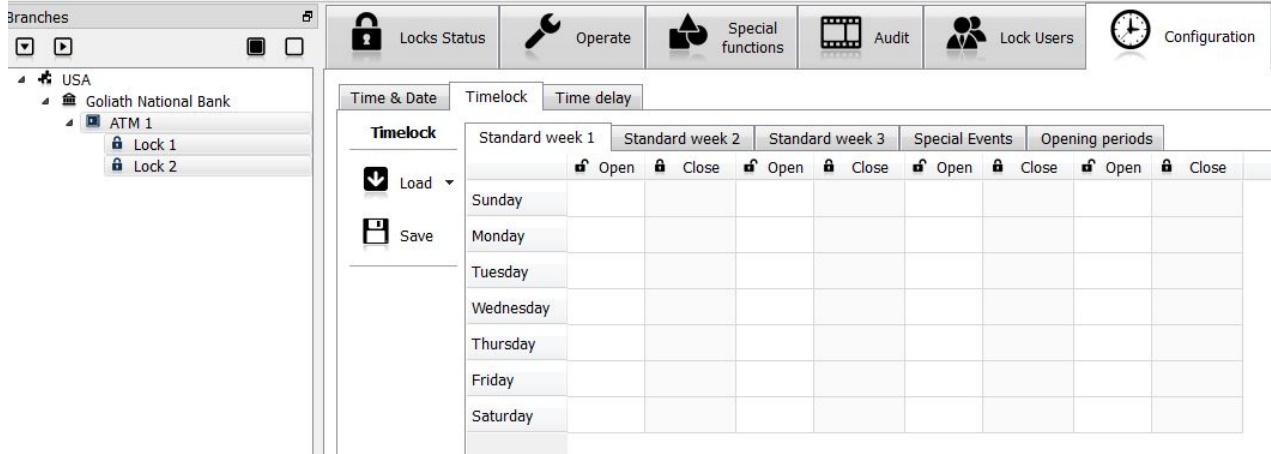 Branches
USA
Goliath National Bank
ATM 1
Lock 1
Lock 2
Locks Status
Operate
Special
functions
Audit
Lock Users
Configuration
Time & Date
Timelock
Time delay
Timelock
Load
Save
Standard week 1
Standard week 2
Standard week 3
Special Events
Opening periods
Open Close Open Close Open Close Open Close
Sunday
Monday
Tuesday
Wednesday
Thursday
Friday
Saturday